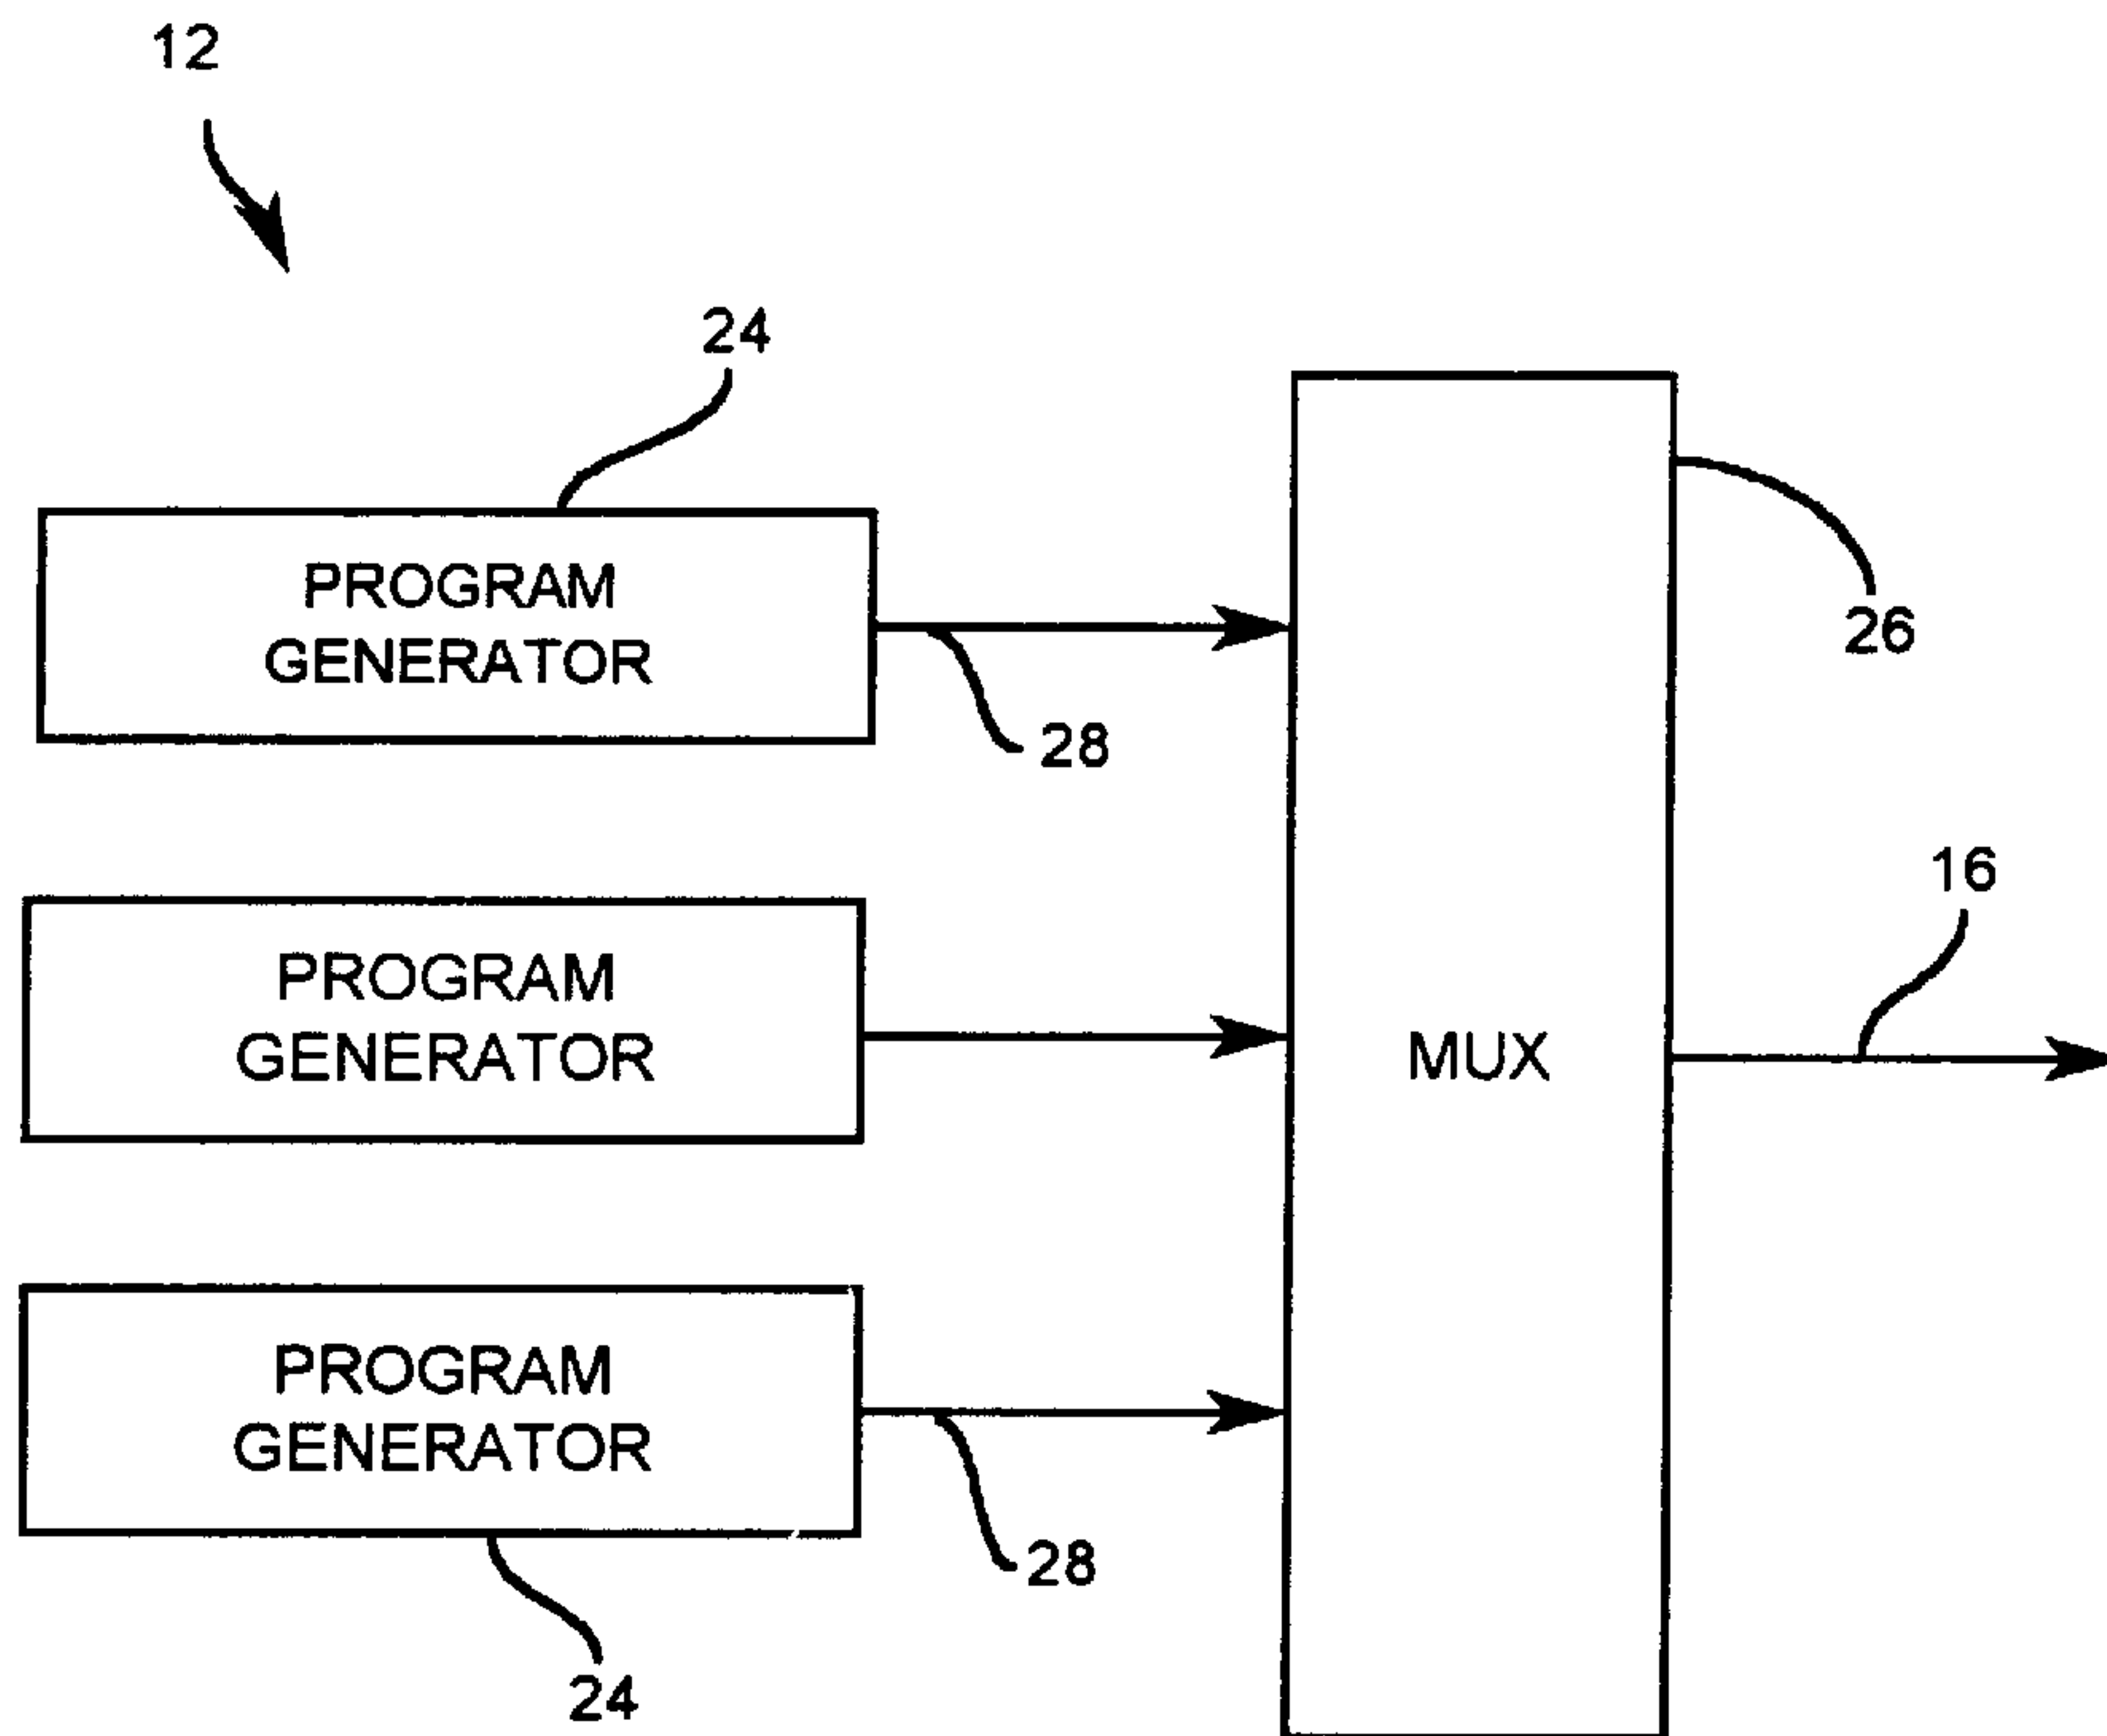 12
24
PROGRAM
GENERATOR
26
28
16
PROGRAM
GENERATOR
MUX
PROGRAM
GENERATOR
28
24